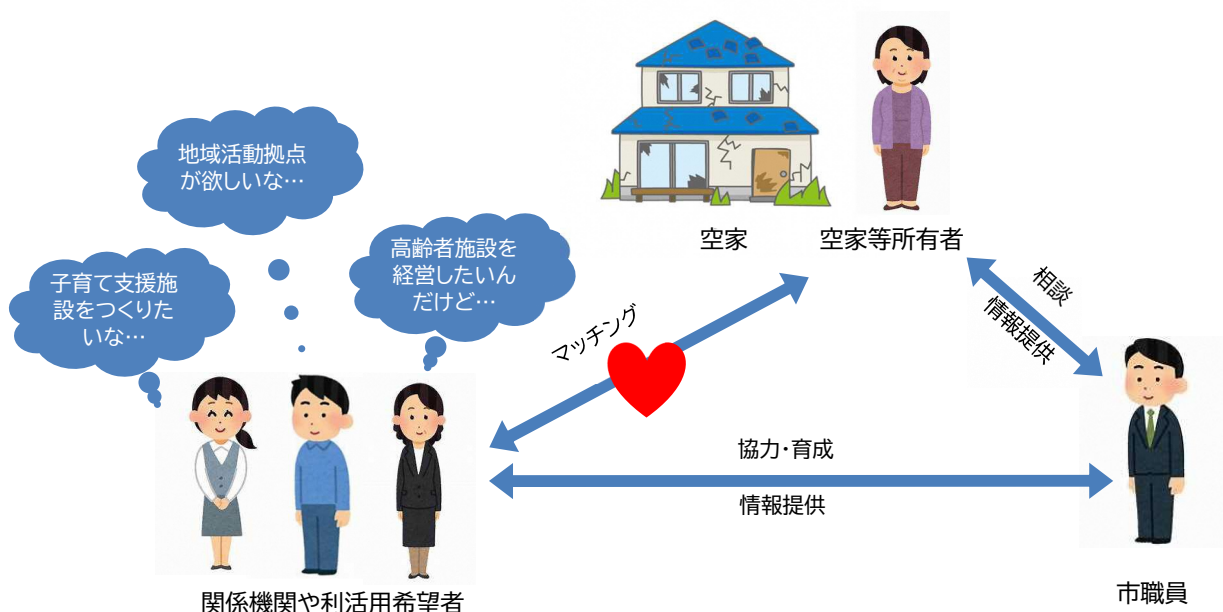 地域活動拠点
が欲しいな…
子育て支援施
設をつくりた
いな…
高齢者施設を
経営したいん
だけど…
空家
空家等所有者
マッチング
相談
情報提供
協力・育成
情報提供
関係機関や利活用希望者
市職員